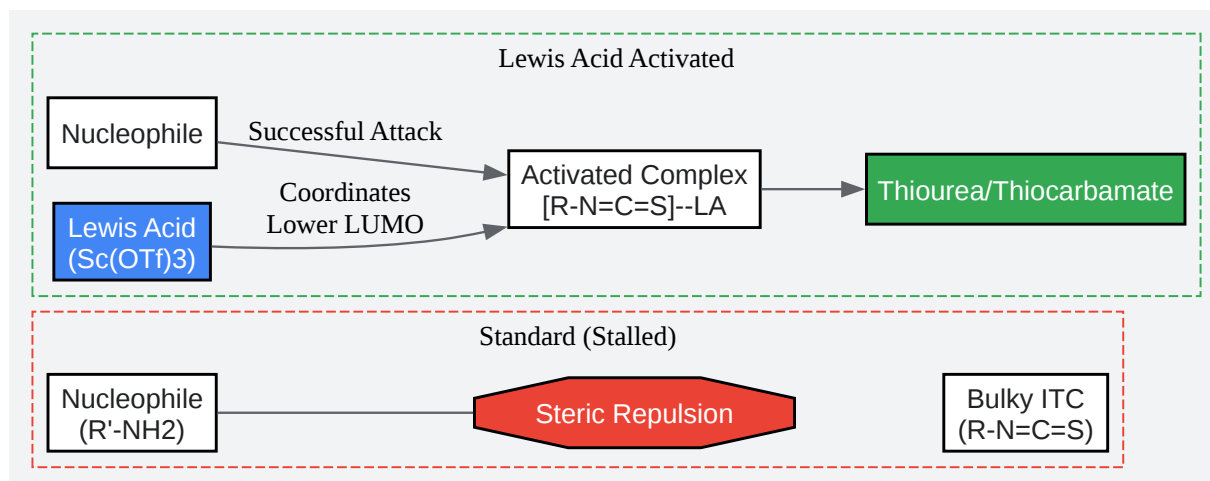 Lewis Acid Activated
Nucleophile
Successful Attack
Coordinates
Lower LUMO
Lewis Acid
(Sc(OTf)3)
Activated Complex
[R-N=C=S]--LA
Thiourea/Thiocarbamate
Standard (Stalled)
Nucleophile
(R'-NH2)
Steric Repulsion
Bulky ITC
(R-N=C=S)